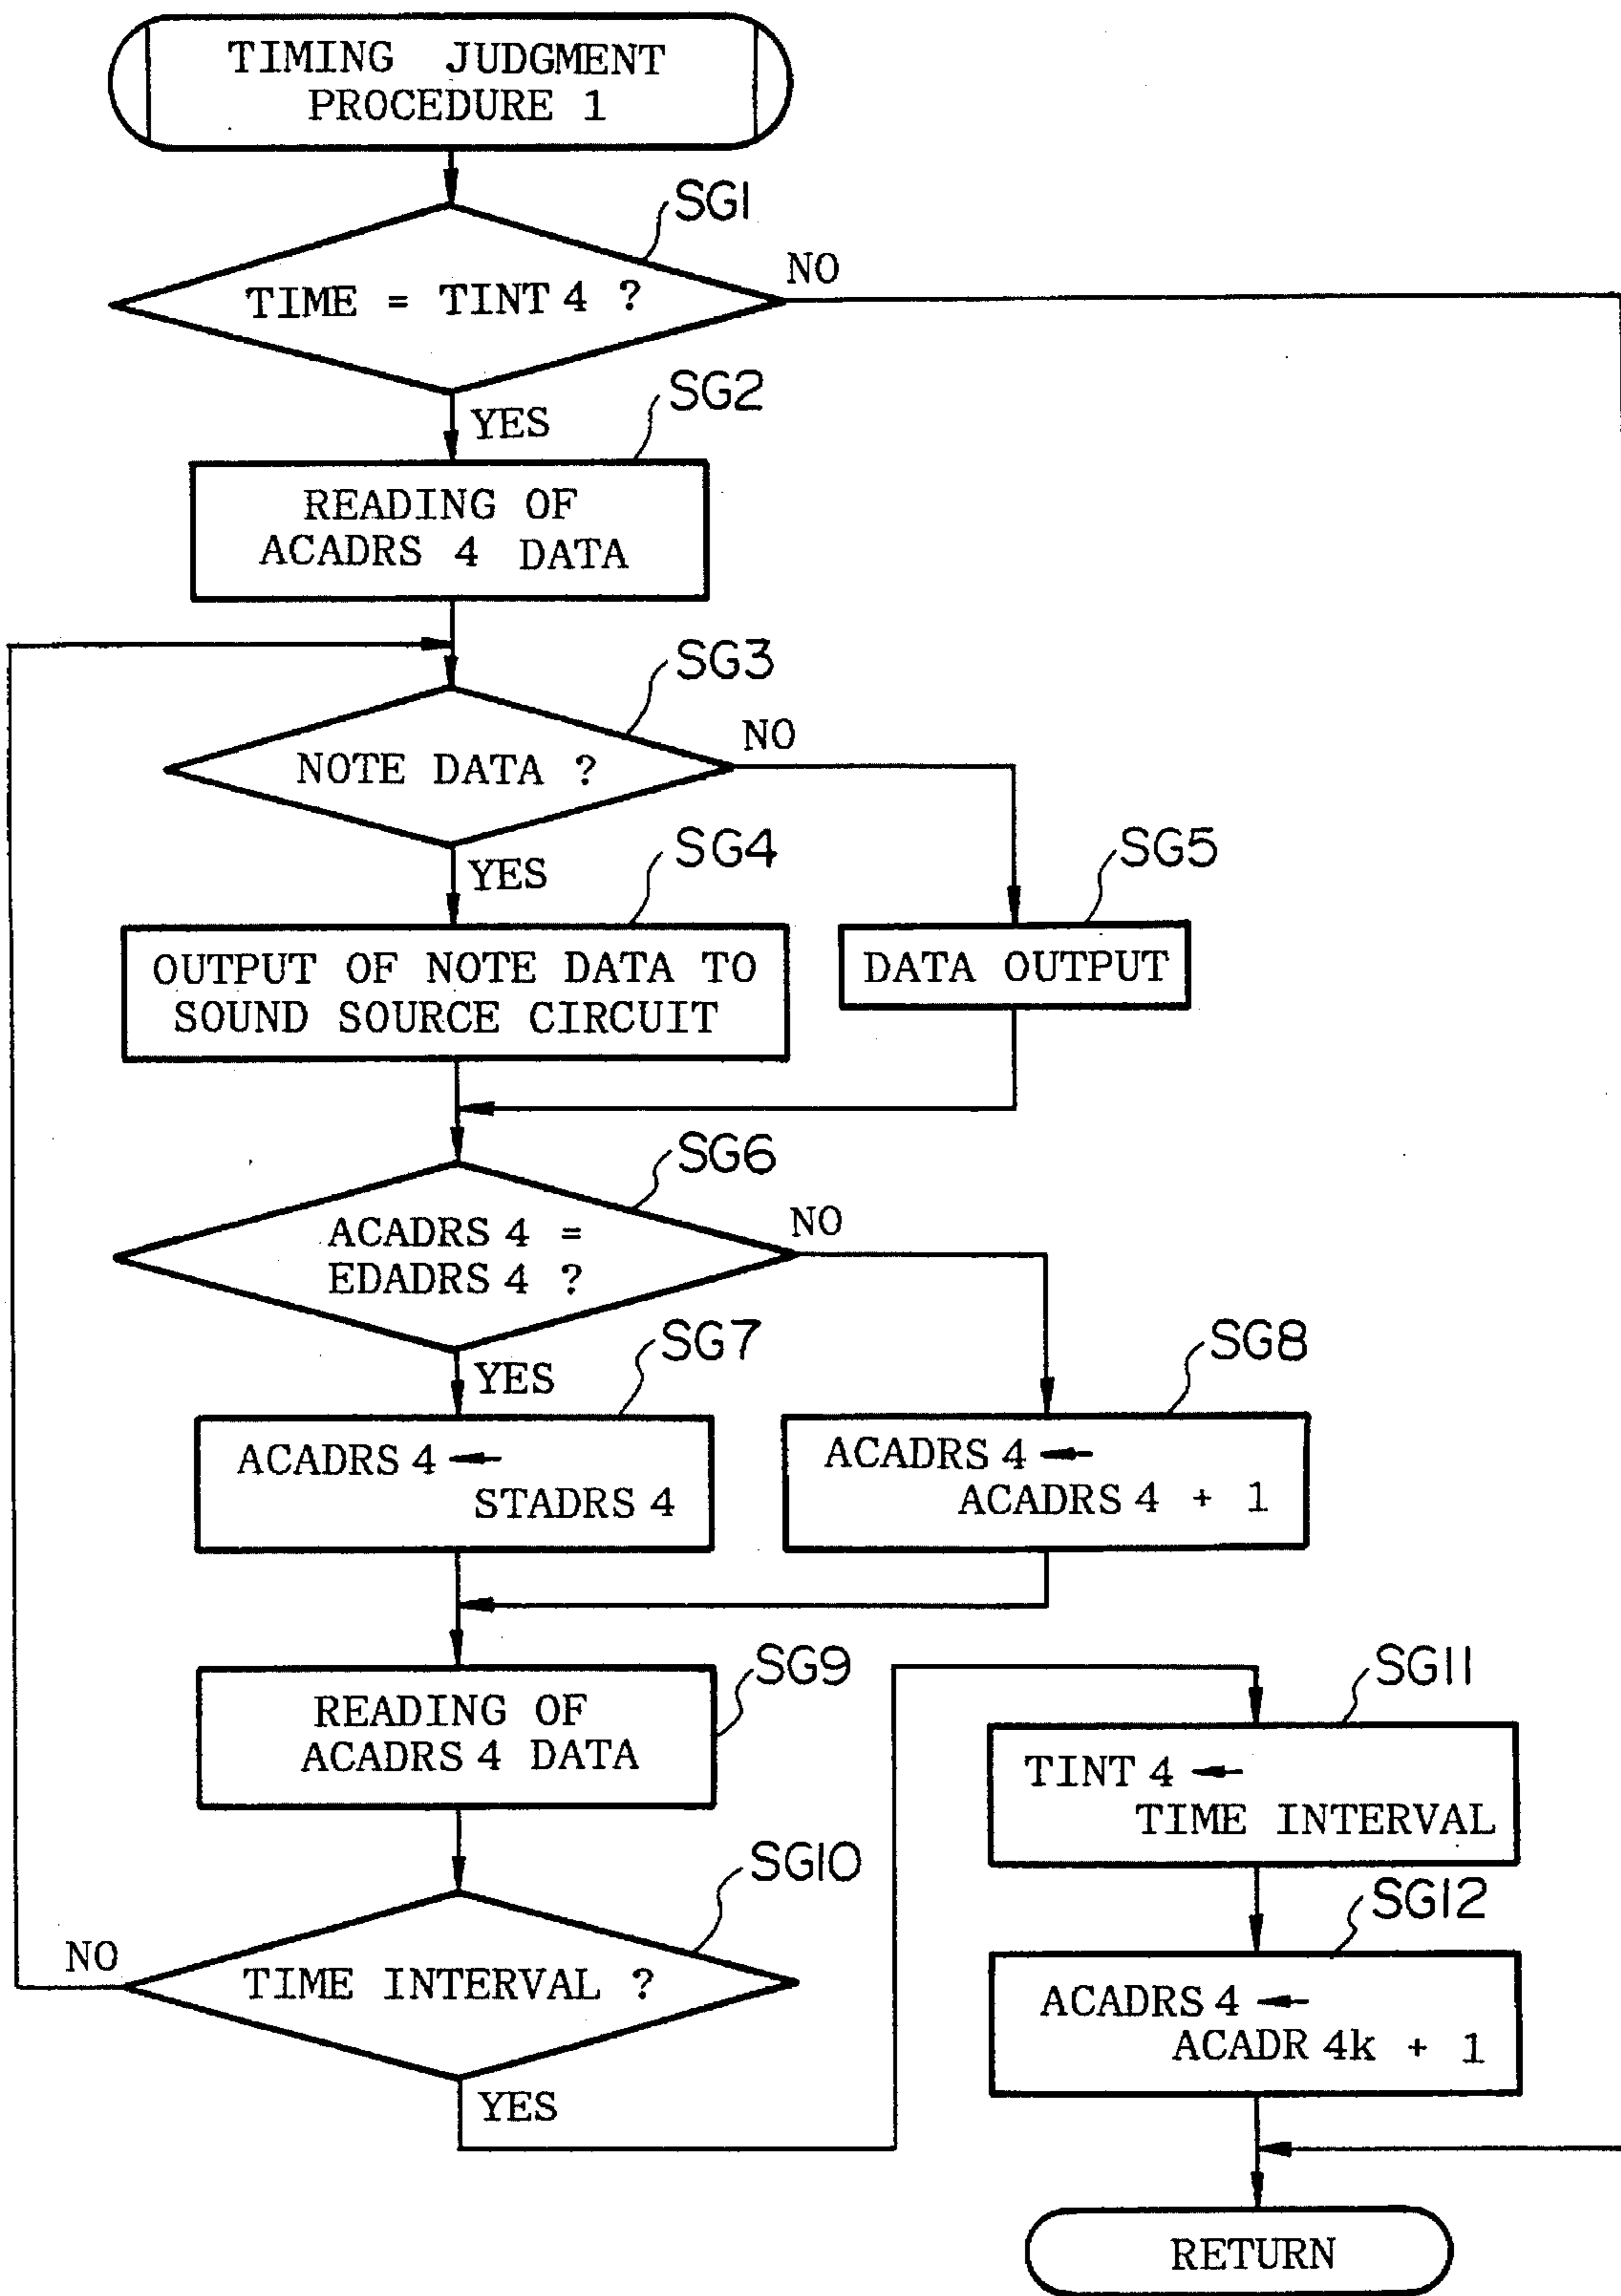 TIMING JUDGMENT
PROCEDURE 1
SG1
TIME = TINT 4 ?
NO
YES
SG2
READING OF
ACADRS 4 DATA
SG3
NOTE DATA ?
NO
YES
SG4
OUTPUT OF NOTE DATA TO
SOUND SOURCE CIRCUIT
SG5
DATA OUTPUT
SG6
ACADRS 4 =
EDADRS 4 ?
NO
YES
SG7
ACADRS 4 ←
STADRS 4
SG8
ACADRS 4 ←
ACADRS 4 + 1
SG9
READING OF
ACADRS 4 DATA
SG10
TIME INTERVAL ?
NO
YES
SG11
TINT 4 ←
TIME INTERVAL
SG12
ACADRS 4 ←
ACADR 4k + 1
RETURN